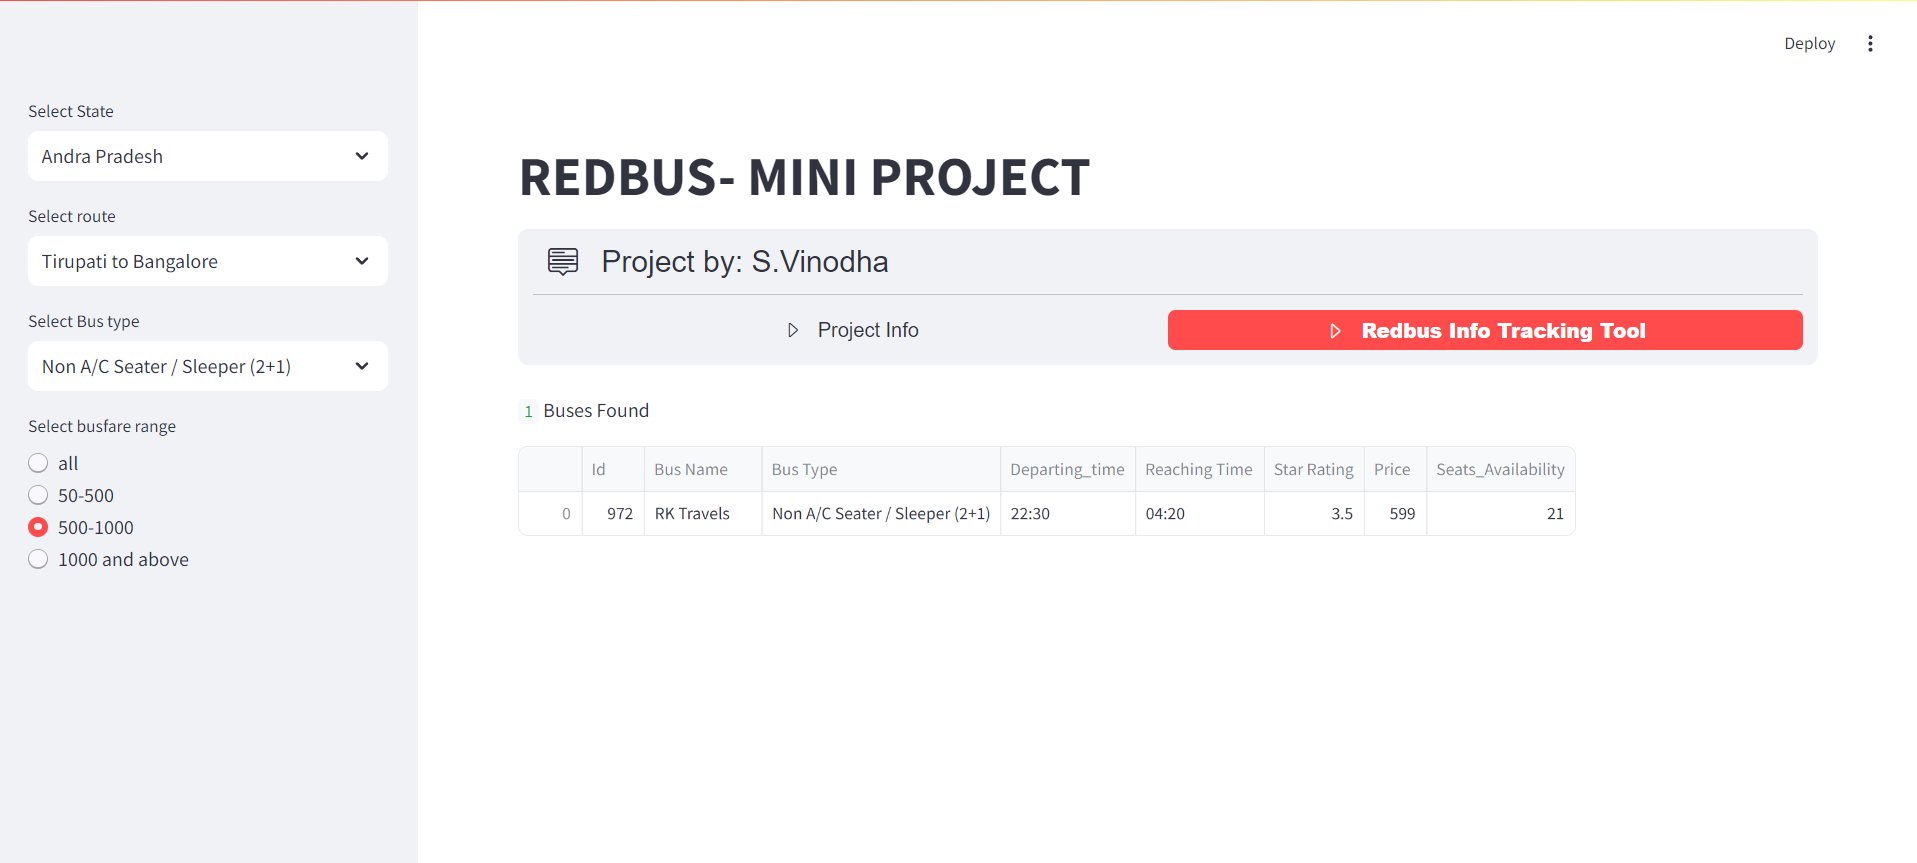 Deploy
Select State
Andra Pradesh
Select route
Tirupati to Bangalore
Select Bus type
Non A/C Seater / Sleeper (2+1)
Select busfare range
all
50-500
500-1000
1000 and above
REDBUS- MINI PROJECT
Project by: S.Vinodha
Project Info
Redbus Info Tracking Tool
1 Buses Found
Id Bus Name Bus Type Departing_time Reaching Time Star Rating Price Seats_Availability
0 972 RK Travels Non A/C Seater / Sleeper (2+1) 22:30 04:20 3.5 599 21